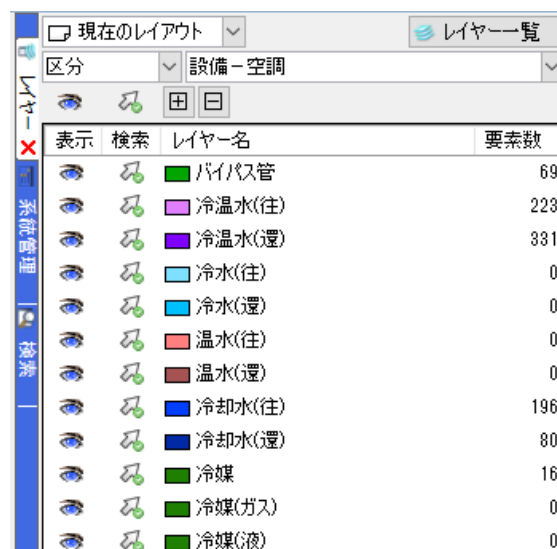 現在のレイアウト
レイヤー一覧
区分
設備－空調
表示 検索 レイヤー名 要素数
バイパス管 69
冷温水(往) 223
冷温水(還) 331
冷水(往) 0
冷水(還) 0
温水(往) 0
温水(還) 0
冷却水(往) 196
冷却水(還) 80
冷媒 16
冷媒(ガス) 0
冷媒(液) 0
レイヤー
系統管理
検索